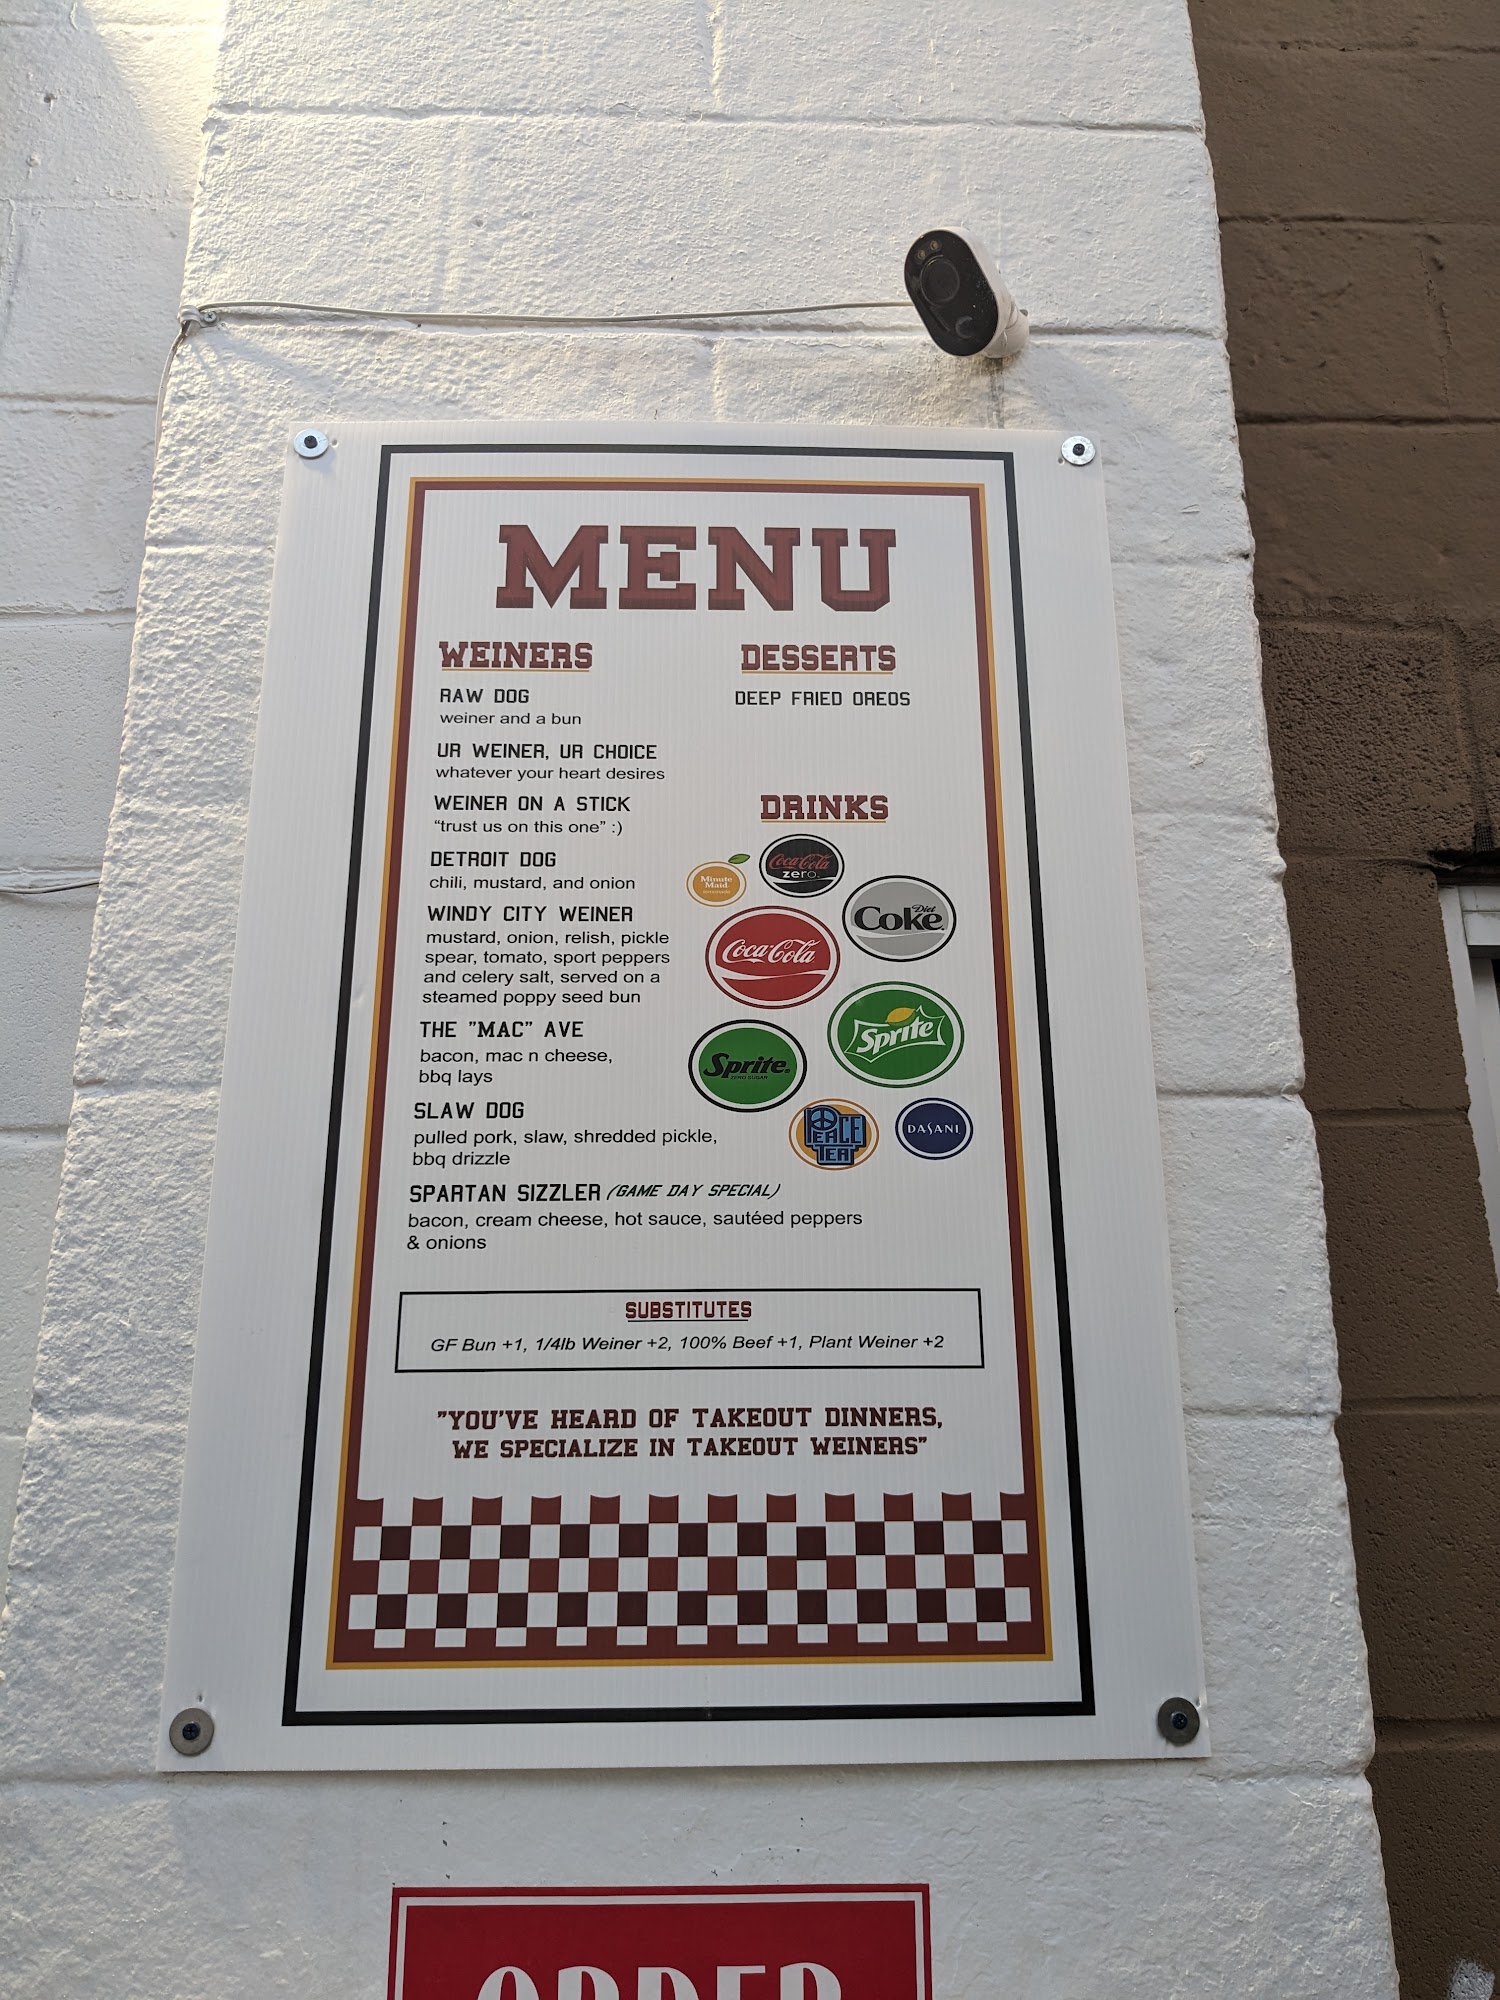 MENU
WEINERS
RAW DOG
weiner and a bun
UR WEINER, UR CHOICE
whatever your heart desires
WEINER ON A STICK
“trust us on this one” :)
DETROIT DOG
chili, mustard, and onion
WINDY CITY WEINER
mustard, onion, relish, pickle
spear, tomato, sport peppers
and celery salt, served on a
steamed poppy seed bun
THE "MAC" AVE
bacon, mac n cheese,
bbq lays
SLAW DOG
pulled pork, slaw, shredded pickle,
bbq drizzle
SPARTAN SIZZLER (GAME DAY SPECIAL)
bacon, cream cheese, hot sauce, sautéed peppers
& onions
DESSERTS
DEEP FRIED OREOS
DRINKS
Minute
Maid
lemonade
Coca-Cola
zero
Diet
Coke
Coca-Cola
Sprite
Sprite
ZERO SUGAR
PEACE
TEA
DASANI
SUBSTITUTES
GF Bun +1, 1/4lb Weiner +2, 100% Beef +1, Plant Weiner +2
"YOU'VE HEARD OF TAKEOUT DINNERS,
WE SPECIALIZE IN TAKEOUT WEINERS"
ORDER